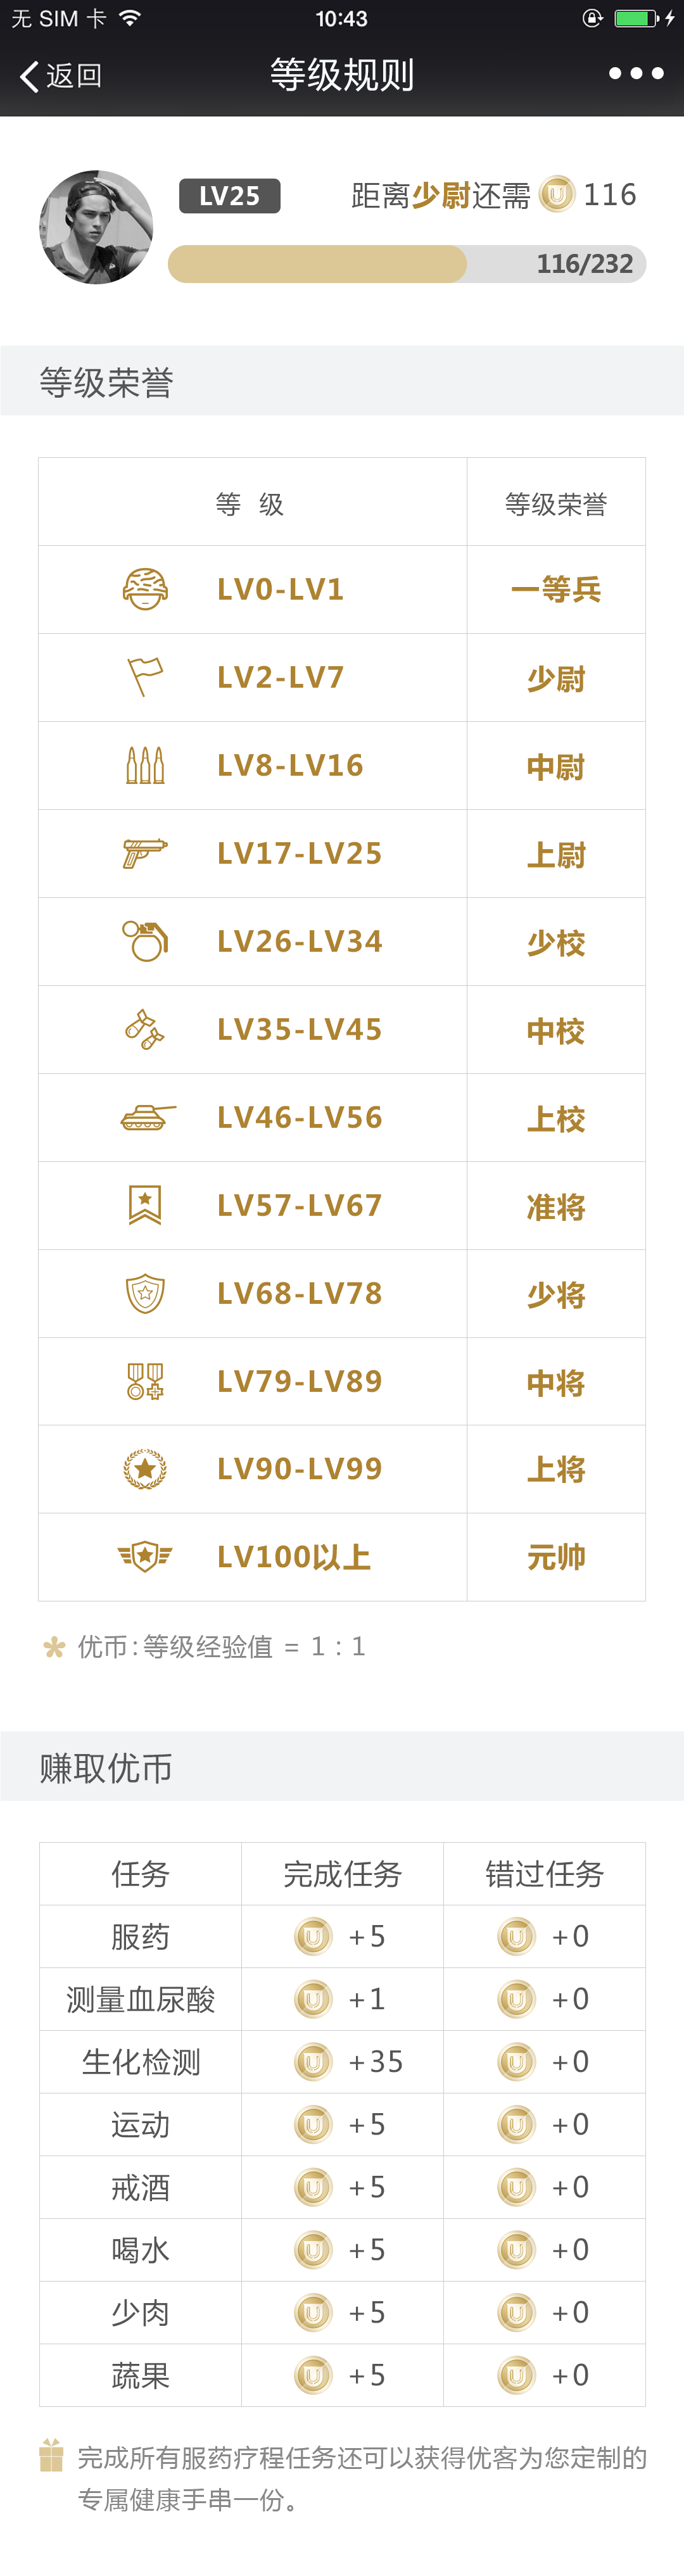 无 SIM 卡 10:43
返回 等级规则
LV25 距离少尉还需 116
116/232
等级荣誉
等 级 等级荣誉
LV0-LV1 一等兵
LV2-LV7 少尉
LV8-LV16 中尉
LV17-LV25 上尉
LV26-LV34 少校
LV35-LV45 中校
LV46-LV56 上校
LV57-LV67 准将
LV68-LV78 少将
LV79-LV89 中将
LV90-LV99 上将
LV100以上 元帅
优币:等级经验值 = 1 : 1
赚取优币
任务 完成任务 错过任务
服药 +5 +0
测量血尿酸 +1 +0
生化检测 +35 +0
运动 +5 +0
戒酒 +5 +0
喝水 +5 +0
少肉 +5 +0
蔬果 +5 +0
完成所有服药疗程任务还可以获得优客为您定制的
专属健康手串一份。